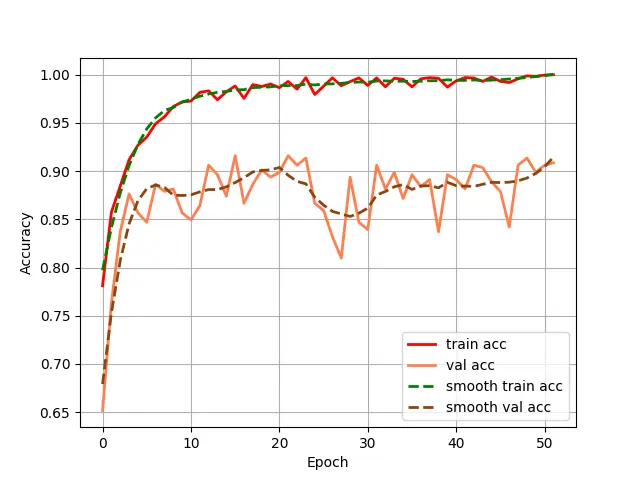 1.00
0.95
0.90
0.85
0.80
0.75
0.70
0.65
Accuracy
0 10 20 30 40 50
Epoch
train acc
val acc
smooth train acc
smooth val acc